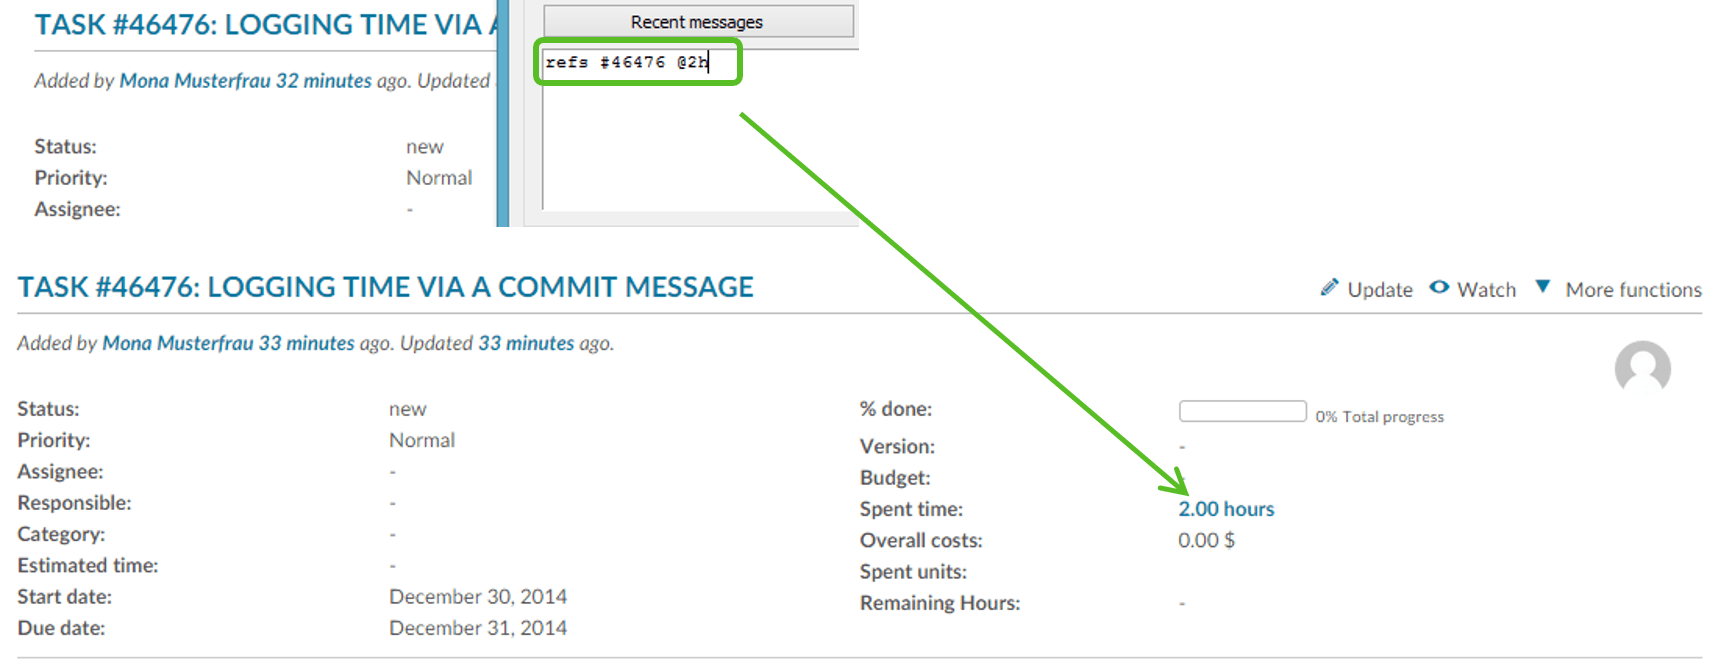 TASK #46476: LOGGING TIME VIA A
Added by Mona Musterfrau 32 minutes ago. Updated
Status: new
Priority: Normal
Assignee: -
Recent messages
refs #46476 @2h
TASK #46476: LOGGING TIME VIA A COMMIT MESSAGE
Update Watch More functions
Added by Mona Musterfrau 33 minutes ago. Updated 33 minutes ago.
Status: new
Priority: Normal
Assignee: -
Responsible: -
Category: -
Estimated time: -
Start date: December 30, 2014
Due date: December 31, 2014
% done: 0% Total progress
Version: -
Budget: -
Spent time: 2.00 hours
Overall costs: 0.00 $
Spent units:
Remaining Hours: -